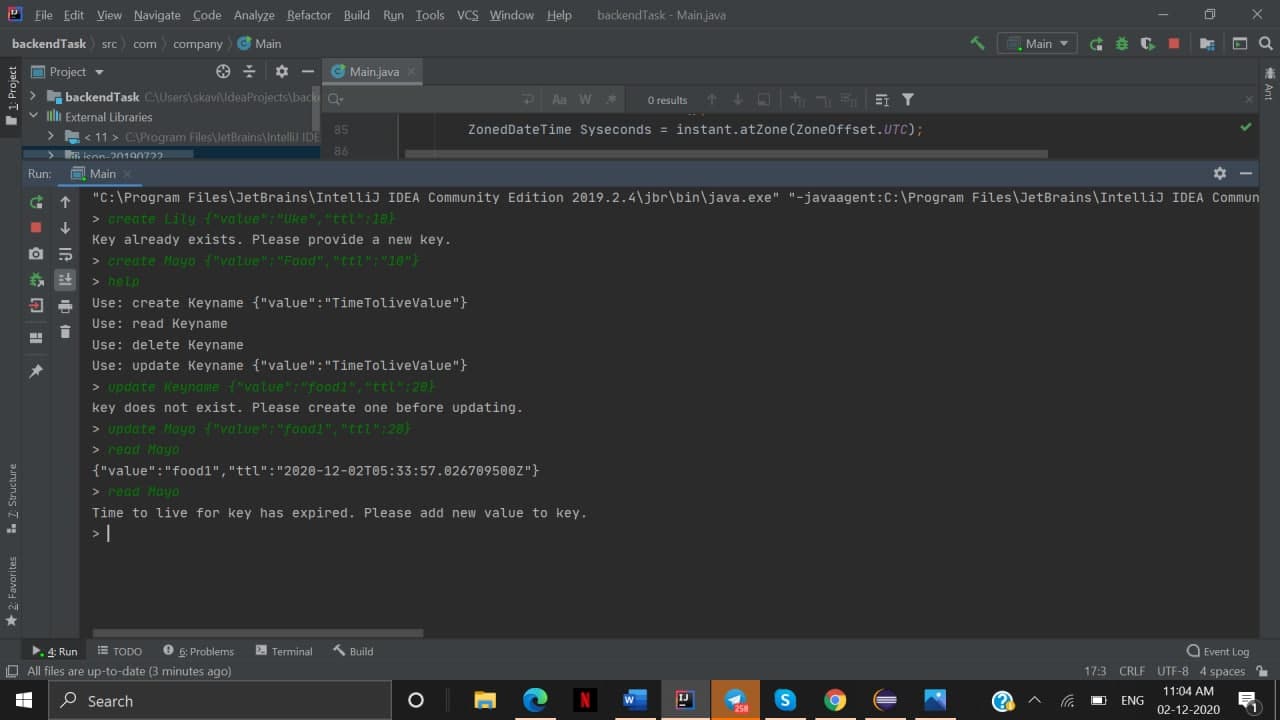 File Edit View Navigate Code Analyze Refactor Build Run Tools VCS Window Help backendTask - Main.java
backendTask src com company Main Main
1: Project
Project Main.java
Ant
backendTask C:\Users\skavi\IdeaProjects\backe
Aa W .* 0 results
External Libraries
< 11 > C:\Program Files\JetBrains\IntelliJ IDE
85 ZonedDateTime Syseconds = instant.atZone(ZoneOffset.UTC);
json-20190722
86
Run: Main
"C:\Program Files\JetBrains\IntelliJ IDEA Community Edition 2019.2.4\jbr\bin\java.exe" "-javaagent:C:\Program Files\JetBrains\IntelliJ IDEA Commun
> create Lily {"value":"Uke","ttl":10}
Key already exists. Please provide a new key.
> create Mayo {"value":"Food","ttl":"10"}
> help
Use: create Keyname {"value":"TimeToliveValue"}
Use: read Keyname
Use: delete Keyname
Use: update Keyname {"value":"TimeToliveValue"}
> update Keyname {"value":"food1","ttl":20}
key does not exist. Please create one before updating.
> update Mayo {"value":"food1","ttl":20}
> read Mayo
{"value":"food1","ttl":"2020-12-02T05:33:57.026709500Z"}
> read Mayo
Time to live for key has expired. Please add new value to key.
>
7: Structure
2: Favorites
4: Run TODO 6: Problems Terminal Build Event Log
All files are up-to-date (3 minutes ago) 17:3 CRLF UTF-8 4 spaces
Search ENG 11:04 AM
02-12-2020